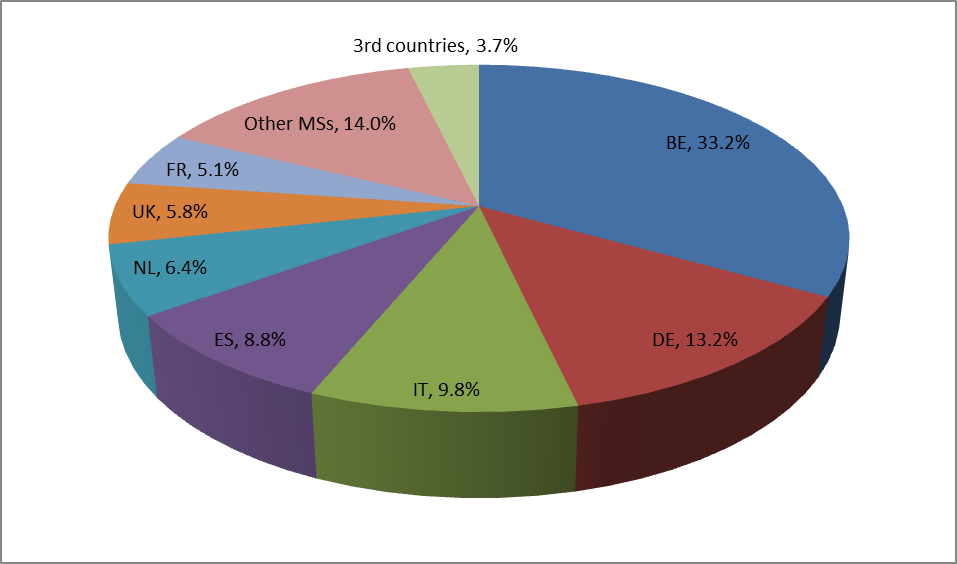 3rd countries, 3.7%
Other MSs, 14.0%
BE, 33.2%
FR, 5.1%
UK, 5.8%
NL, 6.4%
ES, 8.8%
DE, 13.2%
IT, 9.8%